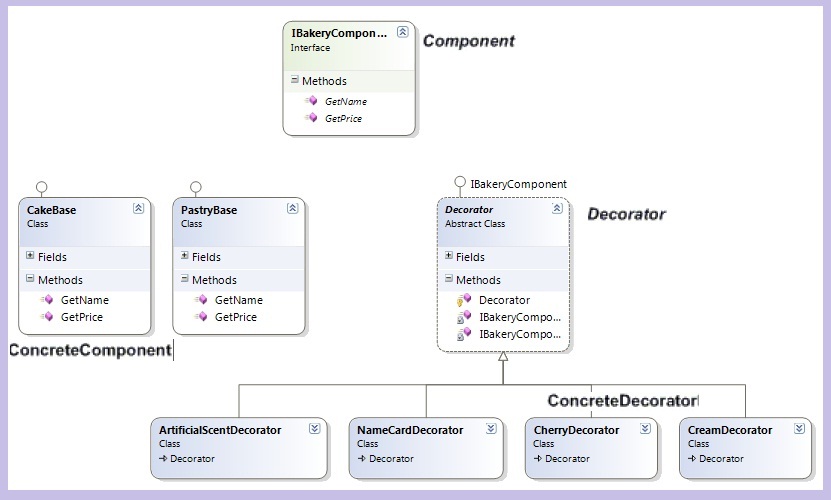 IBakeryCompon...
Interface
Methods
GetName
GetPrice
Component
CakeBase
Class
Fields
Methods
GetName
GetPrice
ConcreteComponent
PastryBase
Class
Fields
Methods
GetName
GetPrice
IBakeryComponent
Decorator
Abstract Class
Fields
Methods
Decorator
IBakeryCompo...
IBakeryCompo...
Decorator
ConcreteDecorator
ArtificialScentDecorator
Class
Decorator
NameCardDecorator
Class
Decorator
CherryDecorator
Class
Decorator
CreamDecorator
Class
Decorator